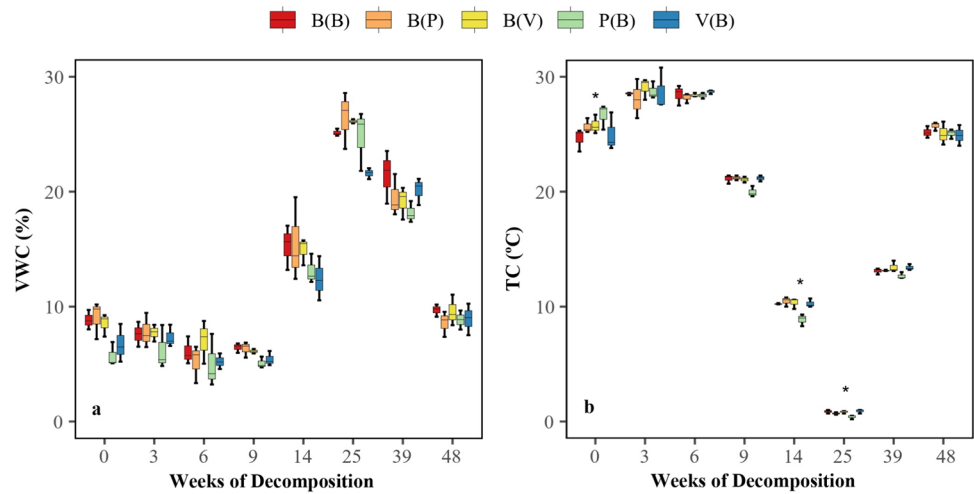 B(B) B(P) B(V) P(B) V(B)
VWC (%)
30
20
10
0
a
0 3 6 9 14 25 39 48
Weeks of Decomposition
TC (ºC)
30
20
10
0
*
*
*
b
0 3 6 9 14 25 39 48
Weeks of Decomposition